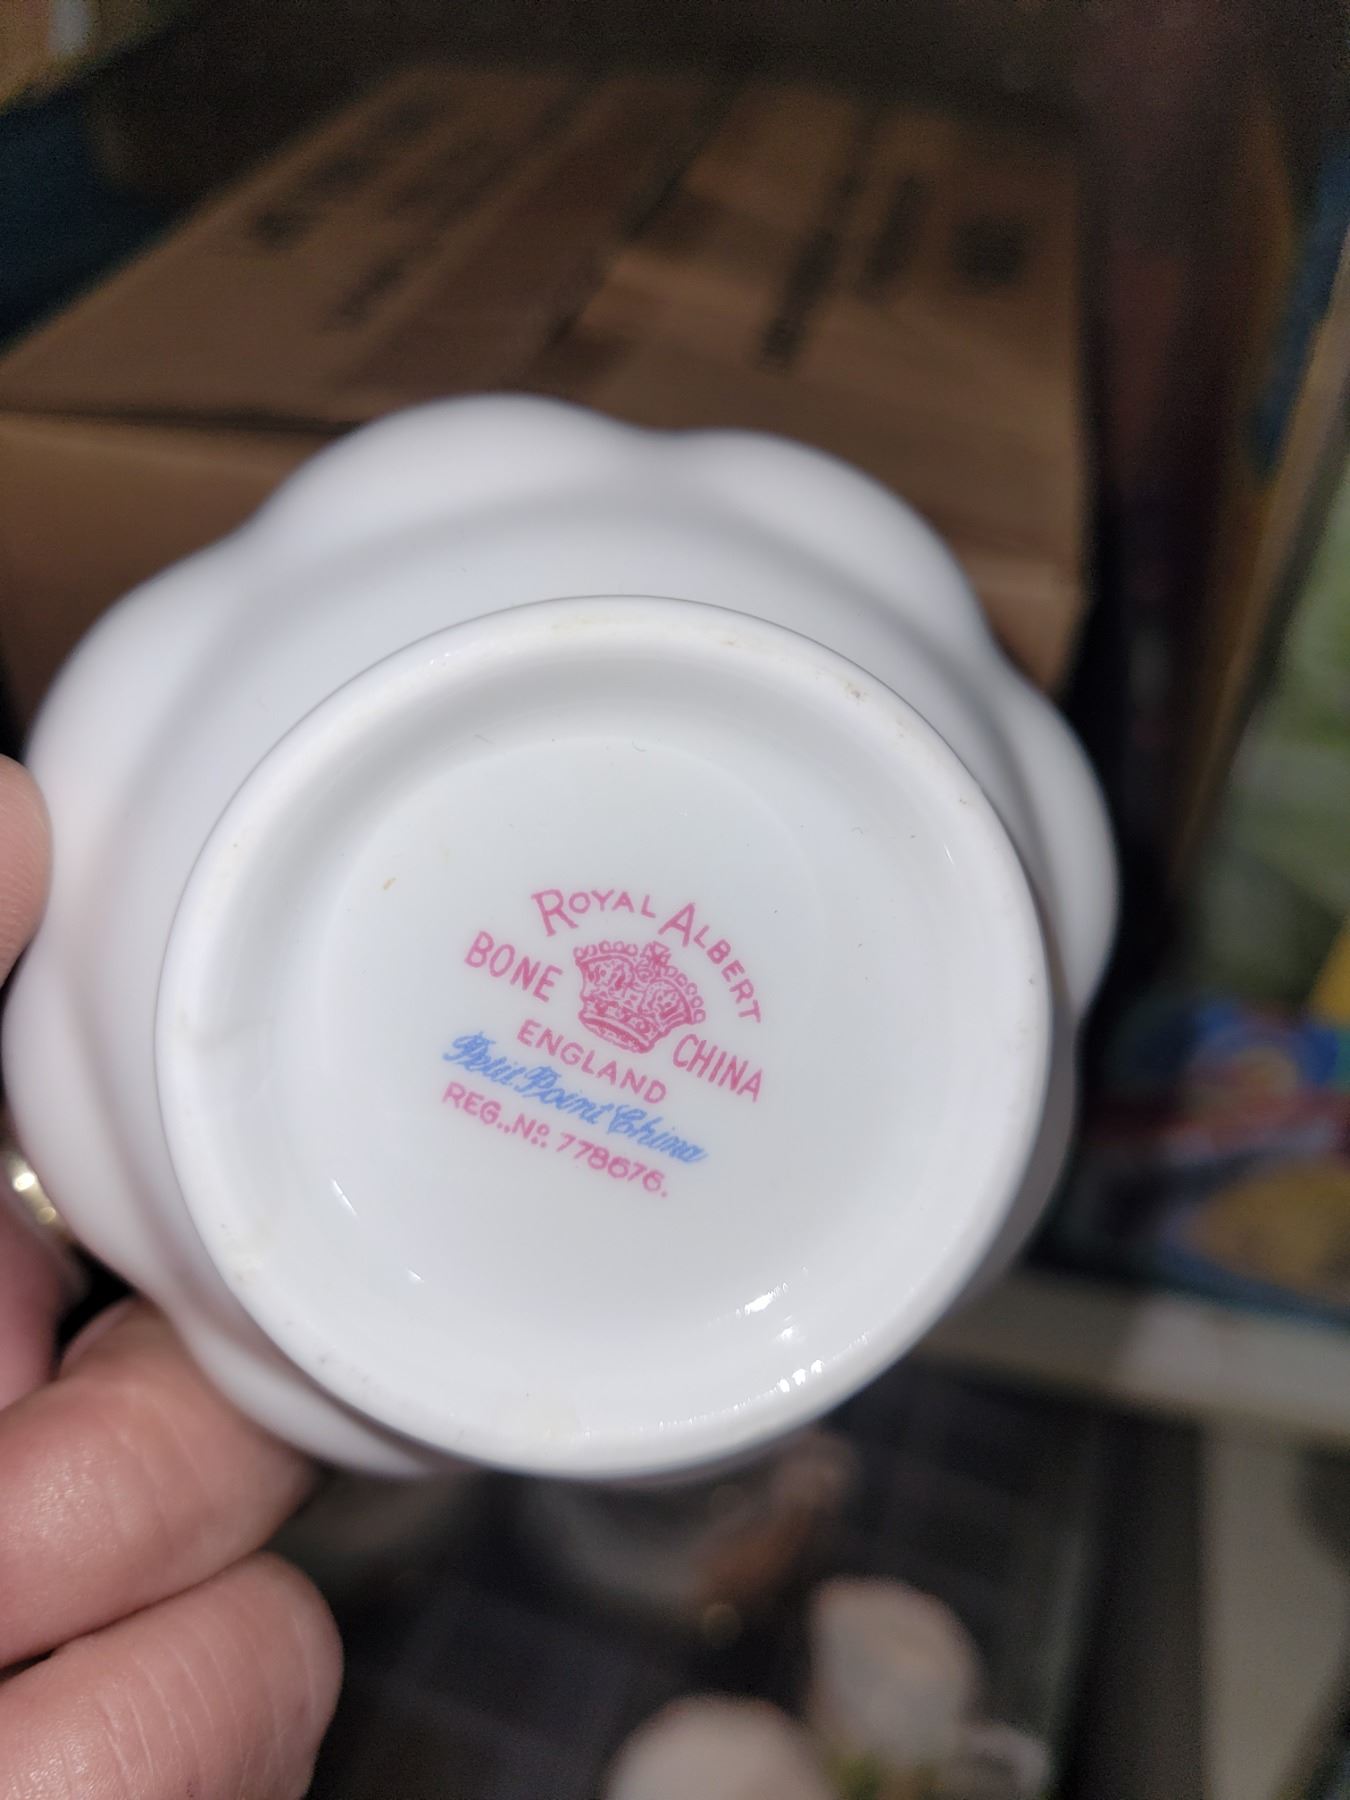 ROYAL ALBERT
BONE CHINA
ENGLAND
Petit Point China
REG., No. 778676.